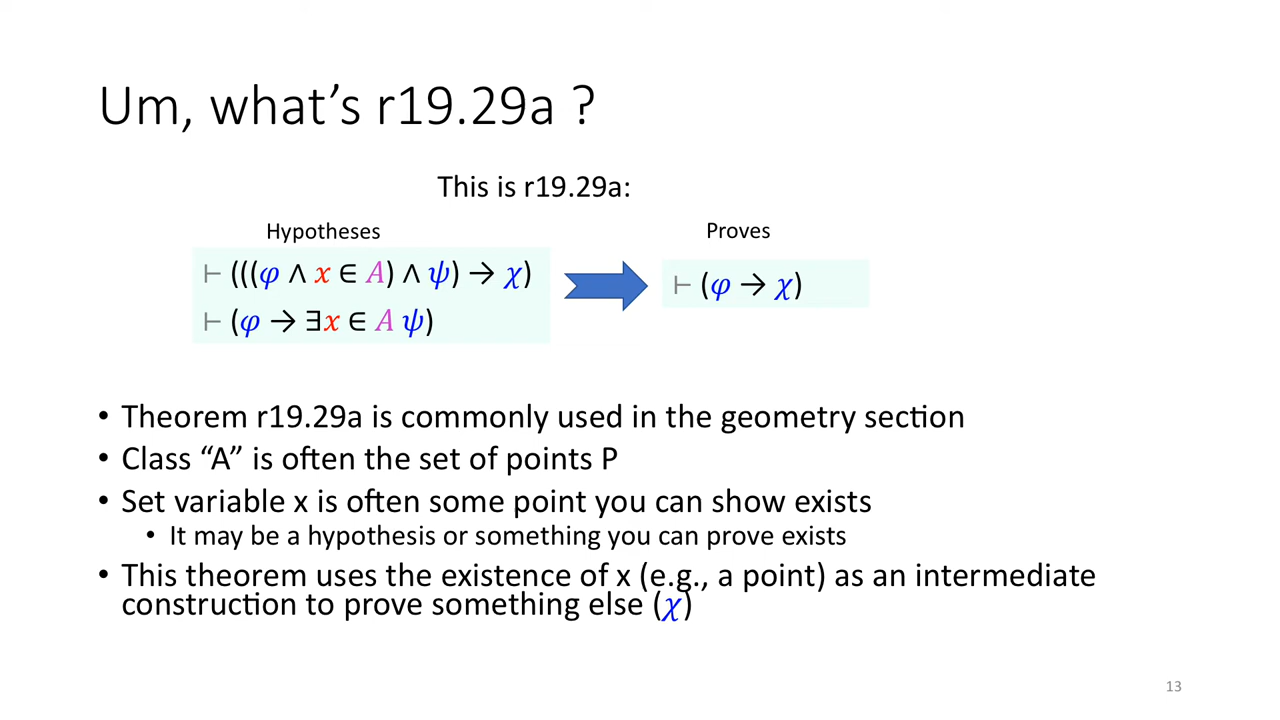 Um, what’s r19.29a ?
This is r19.29a:
Hypotheses
Proves
⊢ (((φ ∧ x ∈ A) ∧ ψ) → χ)
⊢ (φ → ∃x ∈ A ψ)
⊢ (φ → χ)
• Theorem r19.29a is commonly used in the geometry section
• Class “A” is often the set of points P
• Set variable x is often some point you can show exists
• It may be a hypothesis or something you can prove exists
• This theorem uses the existence of x (e.g., a point) as an intermediate
construction to prove something else (χ)
13